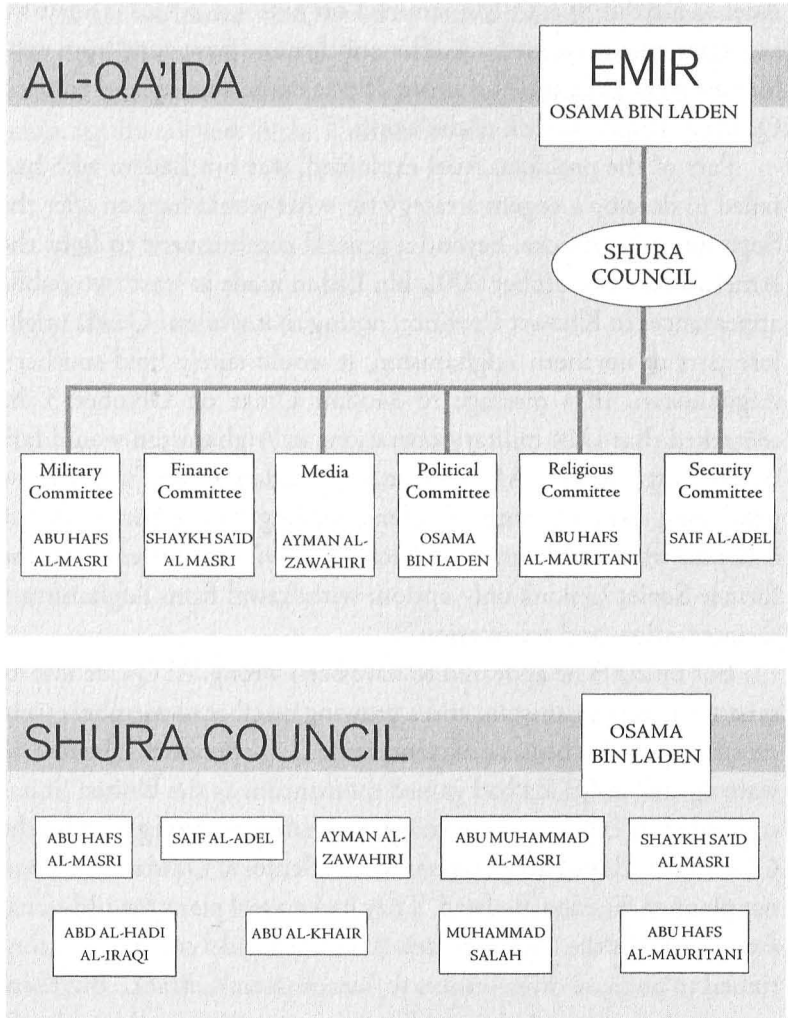 AL-QA'IDA
EMIR
OSAMA BIN LADEN
SHURA
COUNCIL
Military
Committee
ABU HAFS
AL-MASRI
Finance
Committee
SHAYKH SA'ID
AL MASRI
Media
AYMAN AL-
ZAWAHIRI
Political
Committee
OSAMA
BIN LADEN
Religious
Committee
ABU HAFS
AL-MAURITANI
Security
Committee
SAIF AL-ADEL
SHURA COUNCIL
OSAMA
BIN LADEN
ABU HAFS
AL-MASRI
SAIF AL-ADEL
AYMAN AL-
ZAWAHIRI
ABU MUHAMMAD
AL-MASRI
SHAYKH SA'ID
AL MASRI
ABD AL-HADI
AL-IRAQI
ABU AL-KHAIR
MUHAMMAD
SALAH
ABU HAFS
AL-MAURITANI